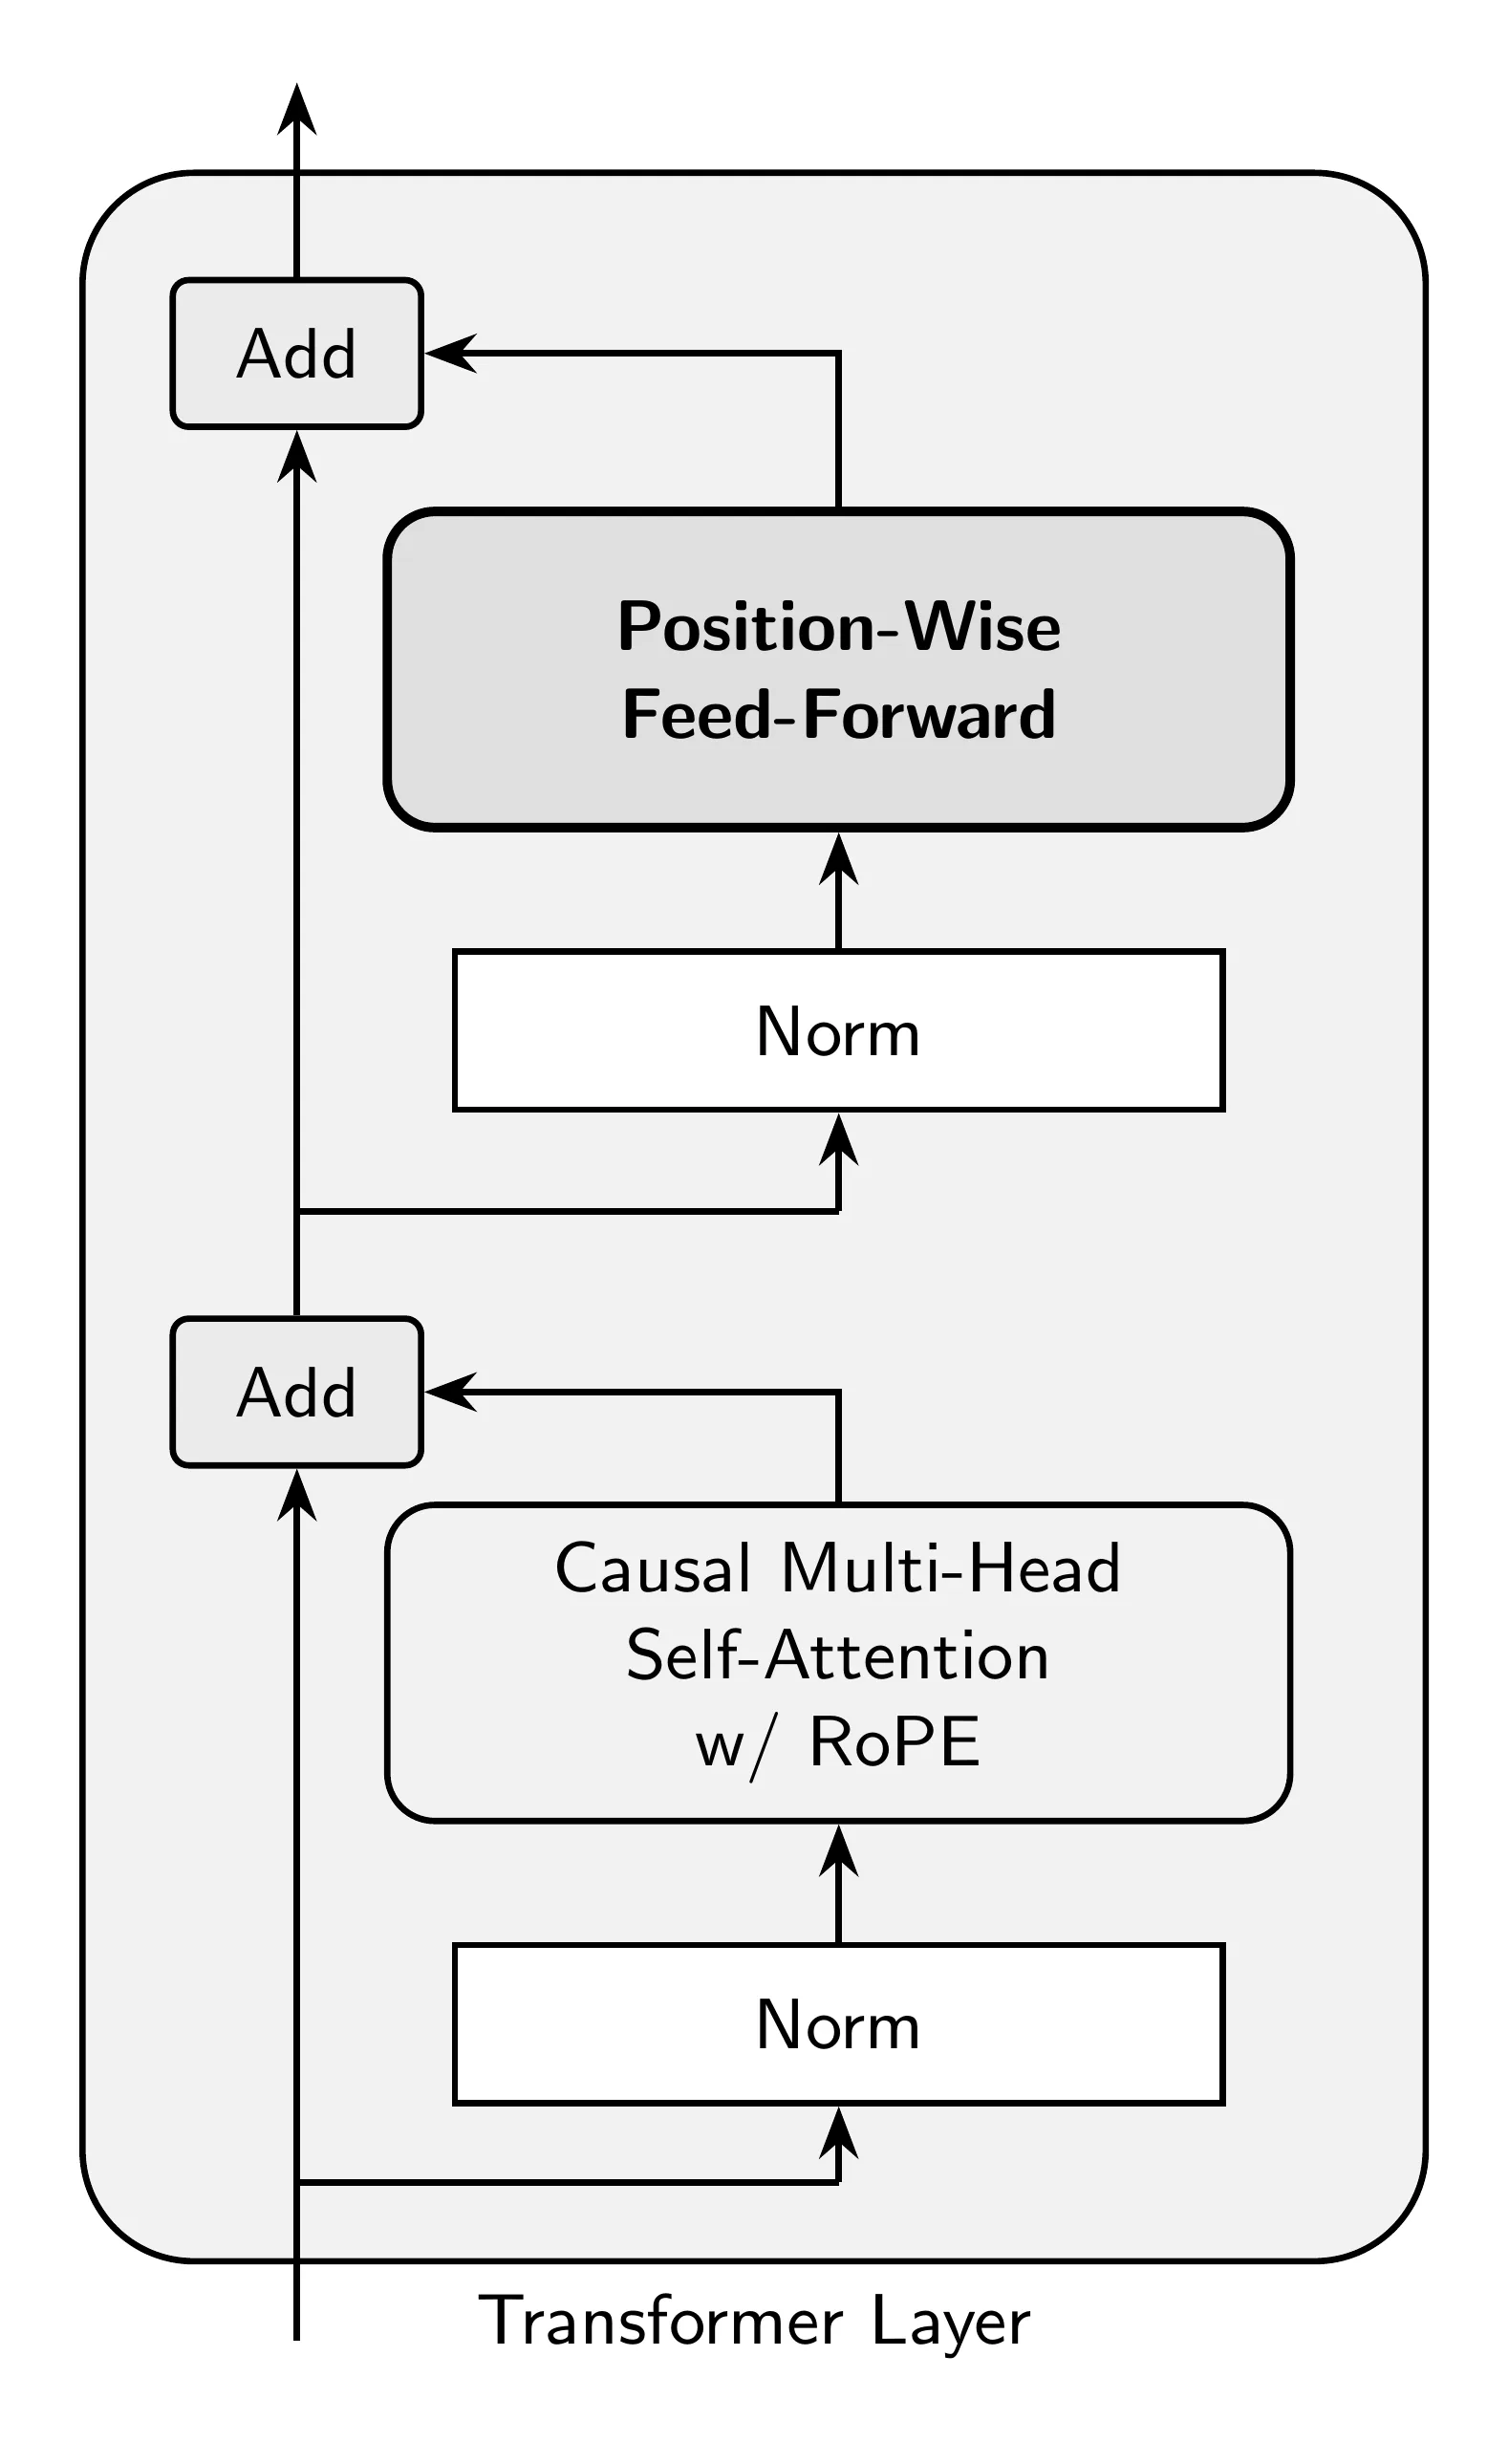 Add
Position-Wise
Feed-Forward
Norm
Add
Causal Multi-Head
Self-Attention
w/ RoPE
Norm
Transformer Layer